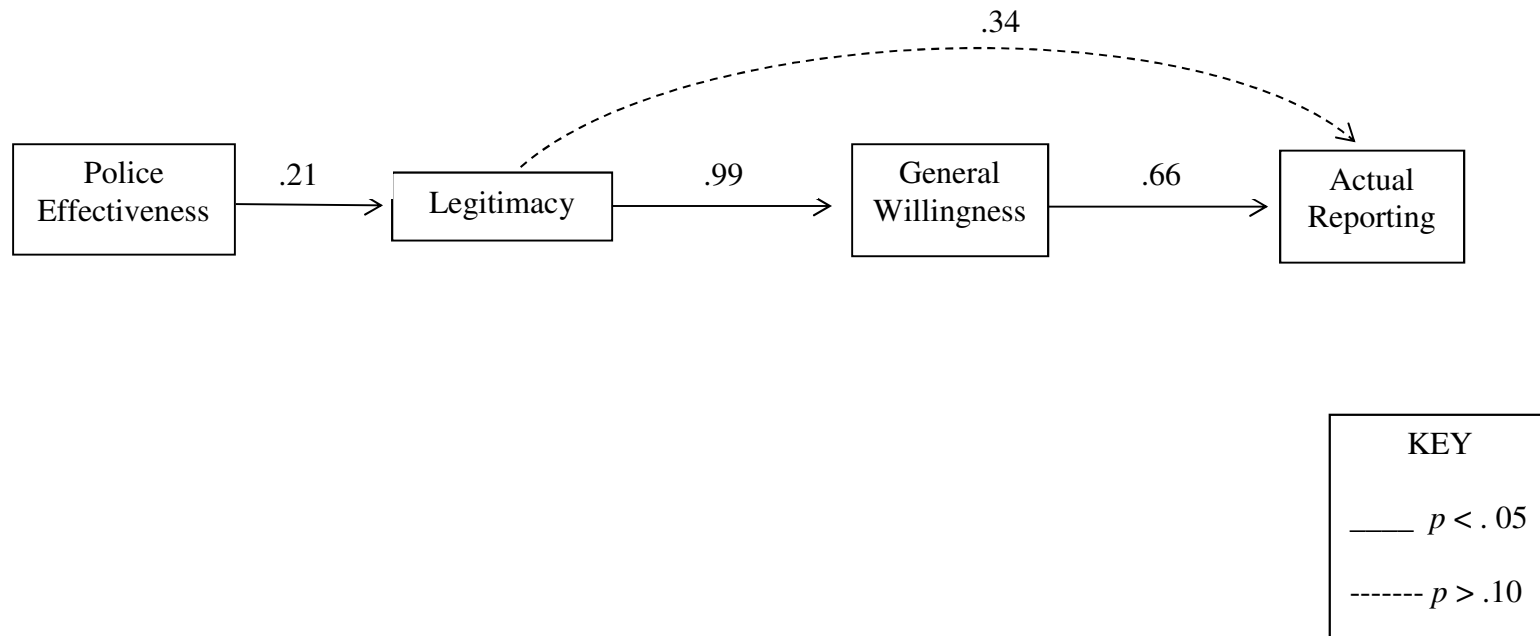 .34
Police
Effectiveness
.21
Legitimacy
.99
General
Willingness
.66
Actual
Reporting
KEY
____ p < . 05
------- p > .10